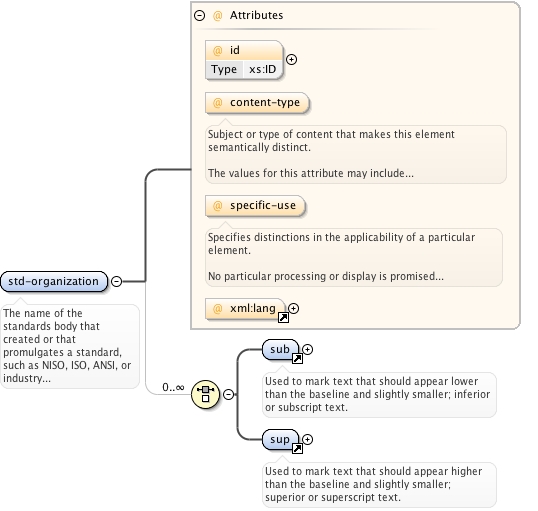 @ Attributes
@ id
Type xs:ID
@ content-type
Subject or type of content that makes this element
semantically distinct.
The values for this attribute may include...
@ specific-use
Specifies distinctions in the applicability of a particular
element.
No particular processing or display is promised...
@ xml:lang
std-organization
The name of the
standards body that
created or that
promulgates a standard,
such as NISO, ISO, ANSI, or
industry...
0..∞
sub
Used to mark text that should appear lower
than the baseline and slightly smaller; inferior
or subscript text.
sup
Used to mark text that should appear higher
than the baseline and slightly smaller;
superior or superscript text.